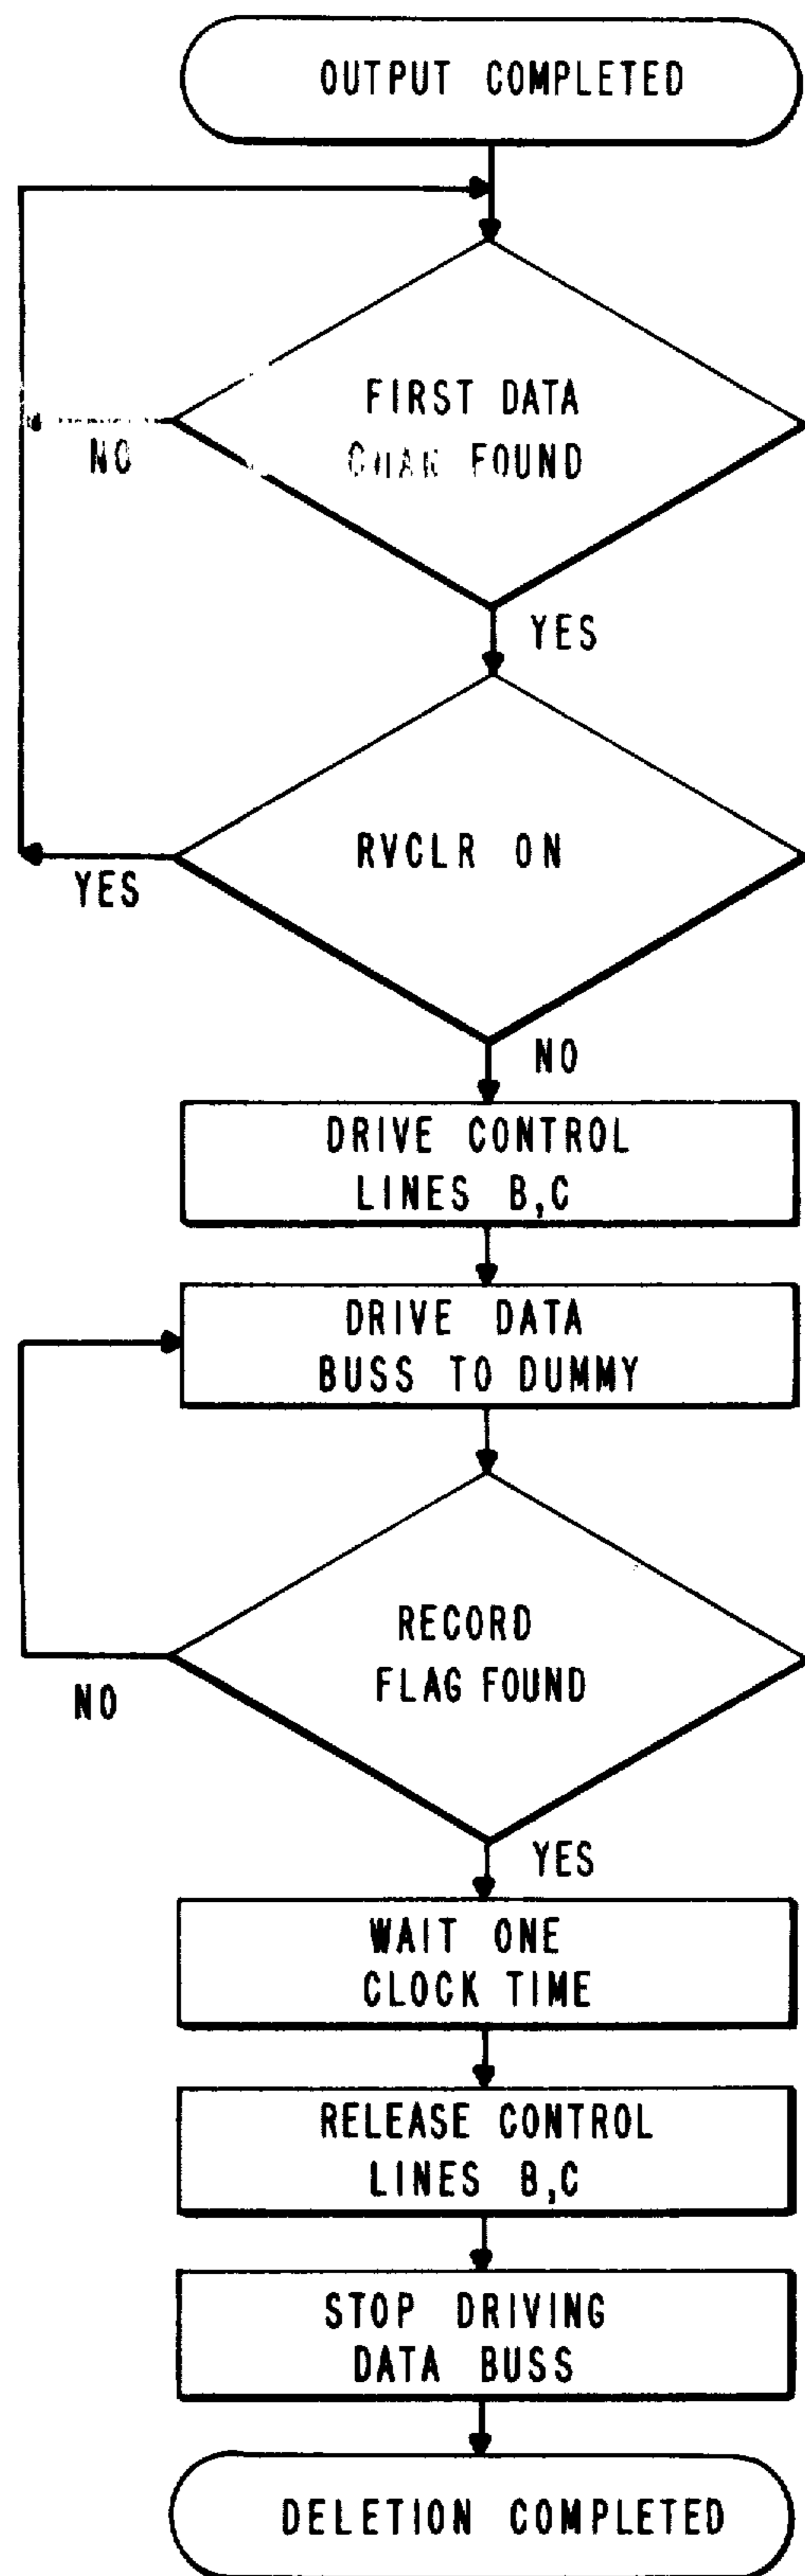 OUTPUT COMPLETED
FIRST DATA
CHAR FOUND
NO
YES
RVCLR ON
YES
NO
DRIVE CONTROL
LINES B,C
DRIVE DATA
BUSS TO DUMMY
RECORD
FLAG FOUND
NO
YES
WAIT ONE
CLOCK TIME
RELEASE CONTROL
LINES B,C
STOP DRIVING
DATA BUSS
DELETION COMPLETED